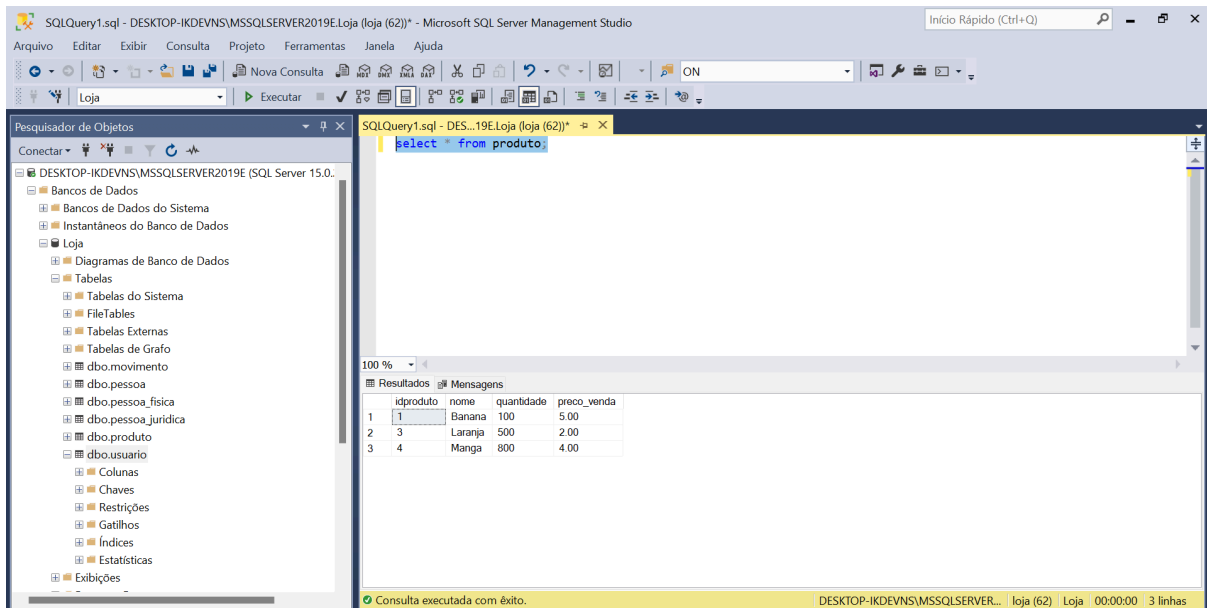 SQLQuery1.sql - DESKTOP-IKDEVNS\MSSQLSERVER2019E.Loja (loja (62))* - Microsoft SQL Server Management Studio
Início Rápido (Ctrl+Q)
Arquivo Editar Exibir Consulta Projeto Ferramentas Janela Ajuda
Nova Consulta MDX DMX XMLA DAX ON
Loja Executar
Pesquisador de Objetos
SQLQuery1.sql - DES...19E.Loja (loja (62))*
Conectar
select * from produto;
DESKTOP-IKDEVNS\MSSQLSERVER2019E (SQL Server 15.0..
Bancos de Dados
Bancos de Dados do Sistema
Instantâneos do Banco de Dados
Loja
Diagramas de Banco de Dados
Tabelas
Tabelas do Sistema
FileTables
Tabelas Externas
Tabelas de Grafo
dbo.movimento
dbo.pessoa
dbo.pessoa_fisica
dbo.pessoa_juridica
dbo.produto
dbo.usuario
Colunas
Chaves
Restrições
Gatilhos
Índices
Estatísticas
Exibições
100 %
Resultados Mensagens
idproduto nome quantidade preco_venda
1 1 Banana 100 5.00
2 3 Laranja 500 2.00
3 4 Manga 800 4.00
Consulta executada com êxito.
DESKTOP-IKDEVNS\MSSQLSERVER... loja (62) Loja 00:00:00 3 linhas